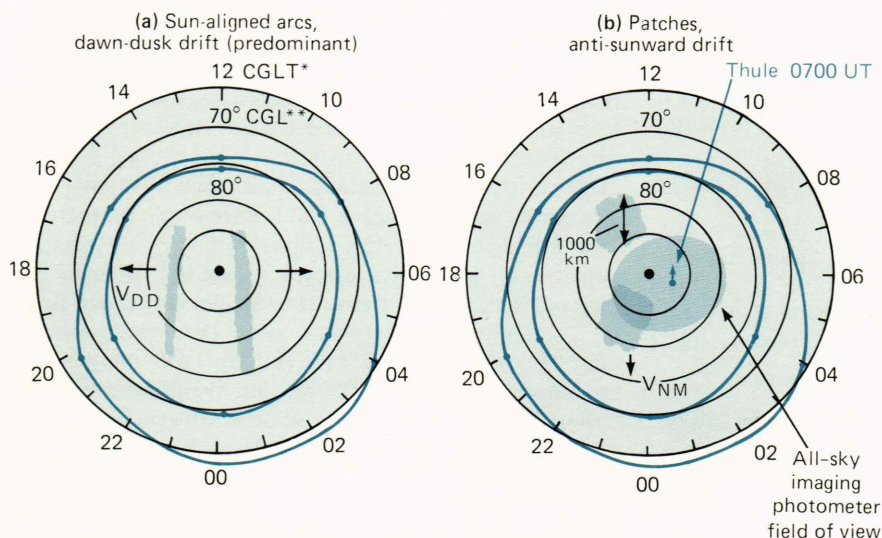 (a) Sun-aligned arcs,
dawn-dusk drift (predominant)
12 CGLT*
14
10
70° CGL**
16
08
80°
18
06
V_DD
20
04
22
02
00
(b) Patches,
anti-sunward drift
Thule 0700 UT
12
14
10
70°
16
08
80°
1000
km
18
06
V_NM
20
04
22
02
00
All-sky
imaging
photometer
field of view